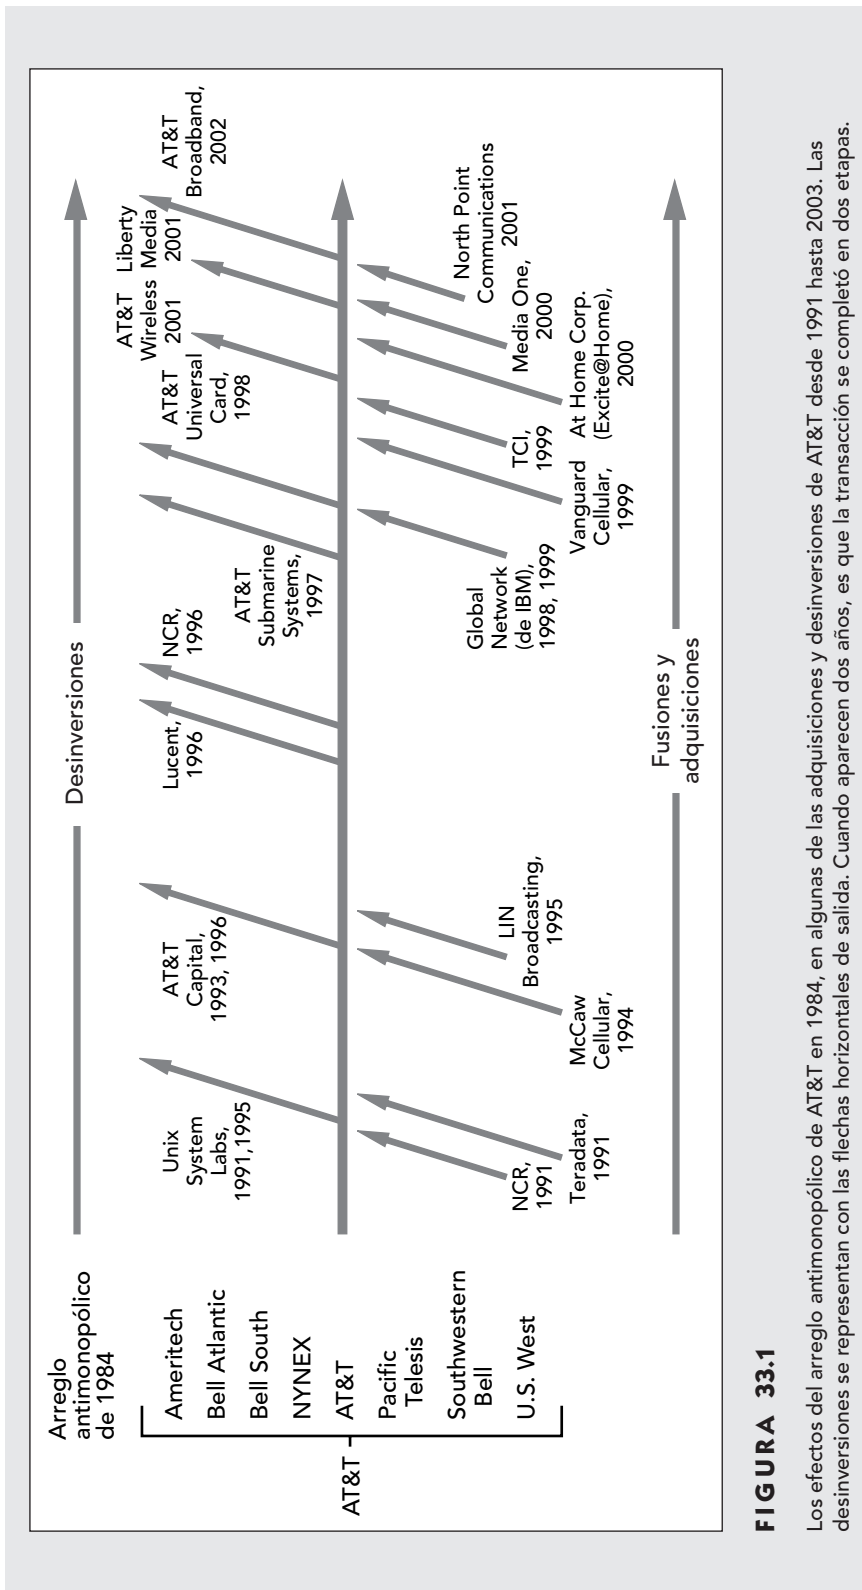 Arreglo
antimonopólico
de 1984
Desinversiones
AT&T
Ameritech
Bell Atlantic
Bell South
NYNEX
AT&T
Pacific
Telesis
Southwestern
Bell
U.S. West
Unix
System
Labs,
1991,1995
AT&T
Capital,
1993, 1996
Lucent,
1996
NCR,
1996
AT&T
Submarine
Systems,
1997
AT&T
Universal
Card,
1998
AT&T
Wireless
2001
Liberty
Media
2001
AT&T
Broadband,
2002
NCR,
1991
Teradata,
1991
McCaw
Cellular,
1994
LIN
Broadcasting,
1995
Global
Network
(de IBM),
1998, 1999
Vanguard
Cellular,
1999
TCI,
1999
At Home Corp.
(Excite@Home),
2000
Media One,
2000
North Point
Communications
2001
Fusiones y
adquisiciones
FIGURA 33.1
Los efectos del arreglo antimonopólico de AT&T en 1984, en algunas de las adquisiciones y desinversiones de AT&T desde 1991 hasta 2003. Las
desinversiones se representan con las flechas horizontales de salida. Cuando aparecen dos años, es que la transacción se completó en dos etapas.